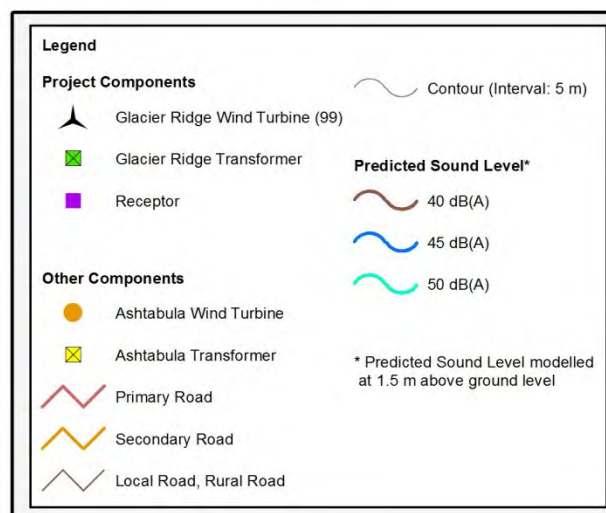 Legend
Project Components
Glacier Ridge Wind Turbine (99)
Glacier Ridge Transformer
Receptor
Other Components
Ashtabula Wind Turbine
Ashtabula Transformer
Primary Road
Secondary Road
Local Road, Rural Road
Contour (Interval: 5 m)
Predicted Sound Level*
40 dB(A)
45 dB(A)
50 dB(A)
* Predicted Sound Level modelled
at 1.5 m above ground level